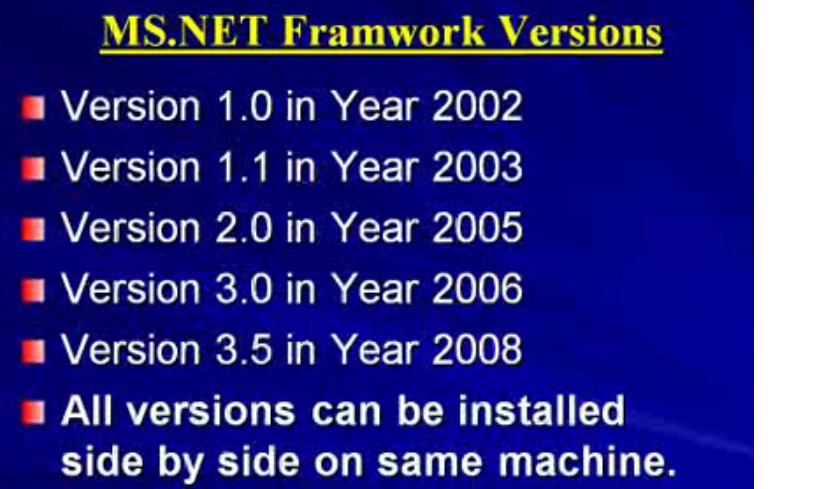 MS.NET Framwork Versions
Version 1.0 in Year 2002
Version 1.1 in Year 2003
Version 2.0 in Year 2005
Version 3.0 in Year 2006
Version 3.5 in Year 2008
All versions can be installed
side by side on same machine.